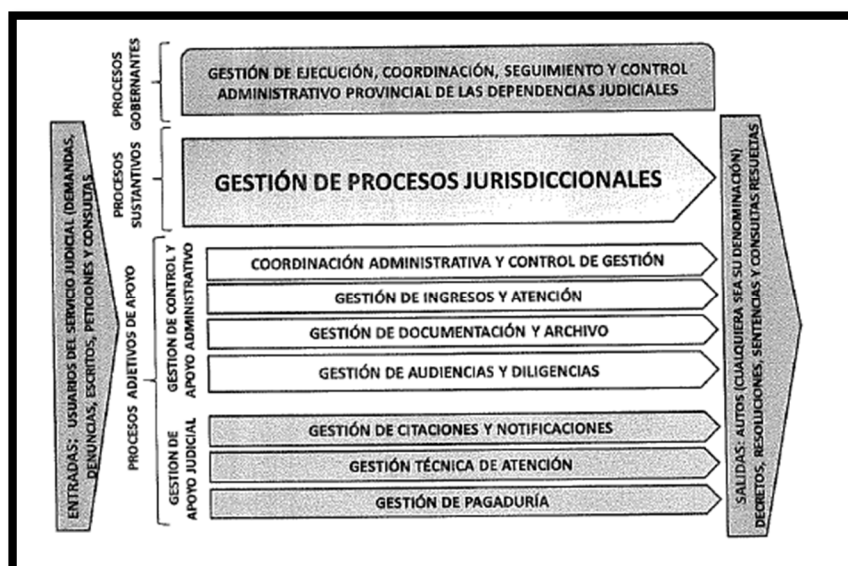 PROCESOS
GOBERNANTES
GESTIÓN DE EJECUCIÓN, COORDINACIÓN, SEGUIMIENTO Y CONTROL
ADMINISTRATIVO PROVINCIAL DE LAS DEPENDENCIAS JUDICIALES
ENTRADAS: USUARIOS DEL SERVICIO JUDICIAL (DEMANDAS,
DENUNCIAS, ESCRITOS, PETICIONES Y CONSULTAS
PROCESOS
SUSTANTIVOS
GESTIÓN DE PROCESOS JURISDICCIONALES
PROCESOS ADJETIVOS DE APOYO
GESTION DE CONTROL Y
APOYO ADMINISTRATIVO
COORDINACIÓN ADMINISTRATIVA Y CONTROL DE GESTIÓN
GESTIÓN DE INGRESOS Y ATENCIÓN
GESTIÓN DE DOCUMENTACIÓN Y ARCHIVO
GESTIÓN DE AUDIENCIAS Y DILIGENCIAS
GESTIÓN DE
APOYO JUDICIAL
GESTIÓN DE CITACIONES Y NOTIFICACIONES
GESTIÓN TÉCNICA DE ATENCIÓN
GESTIÓN DE PAGADURÍA
SALIDAS: AUTOS (CUALQUIERA SEA SU DENOMINACIÓN)
DECRETOS, RESOLUCIONES, SENTENCIAS Y CONSULTAS RESUELTAS